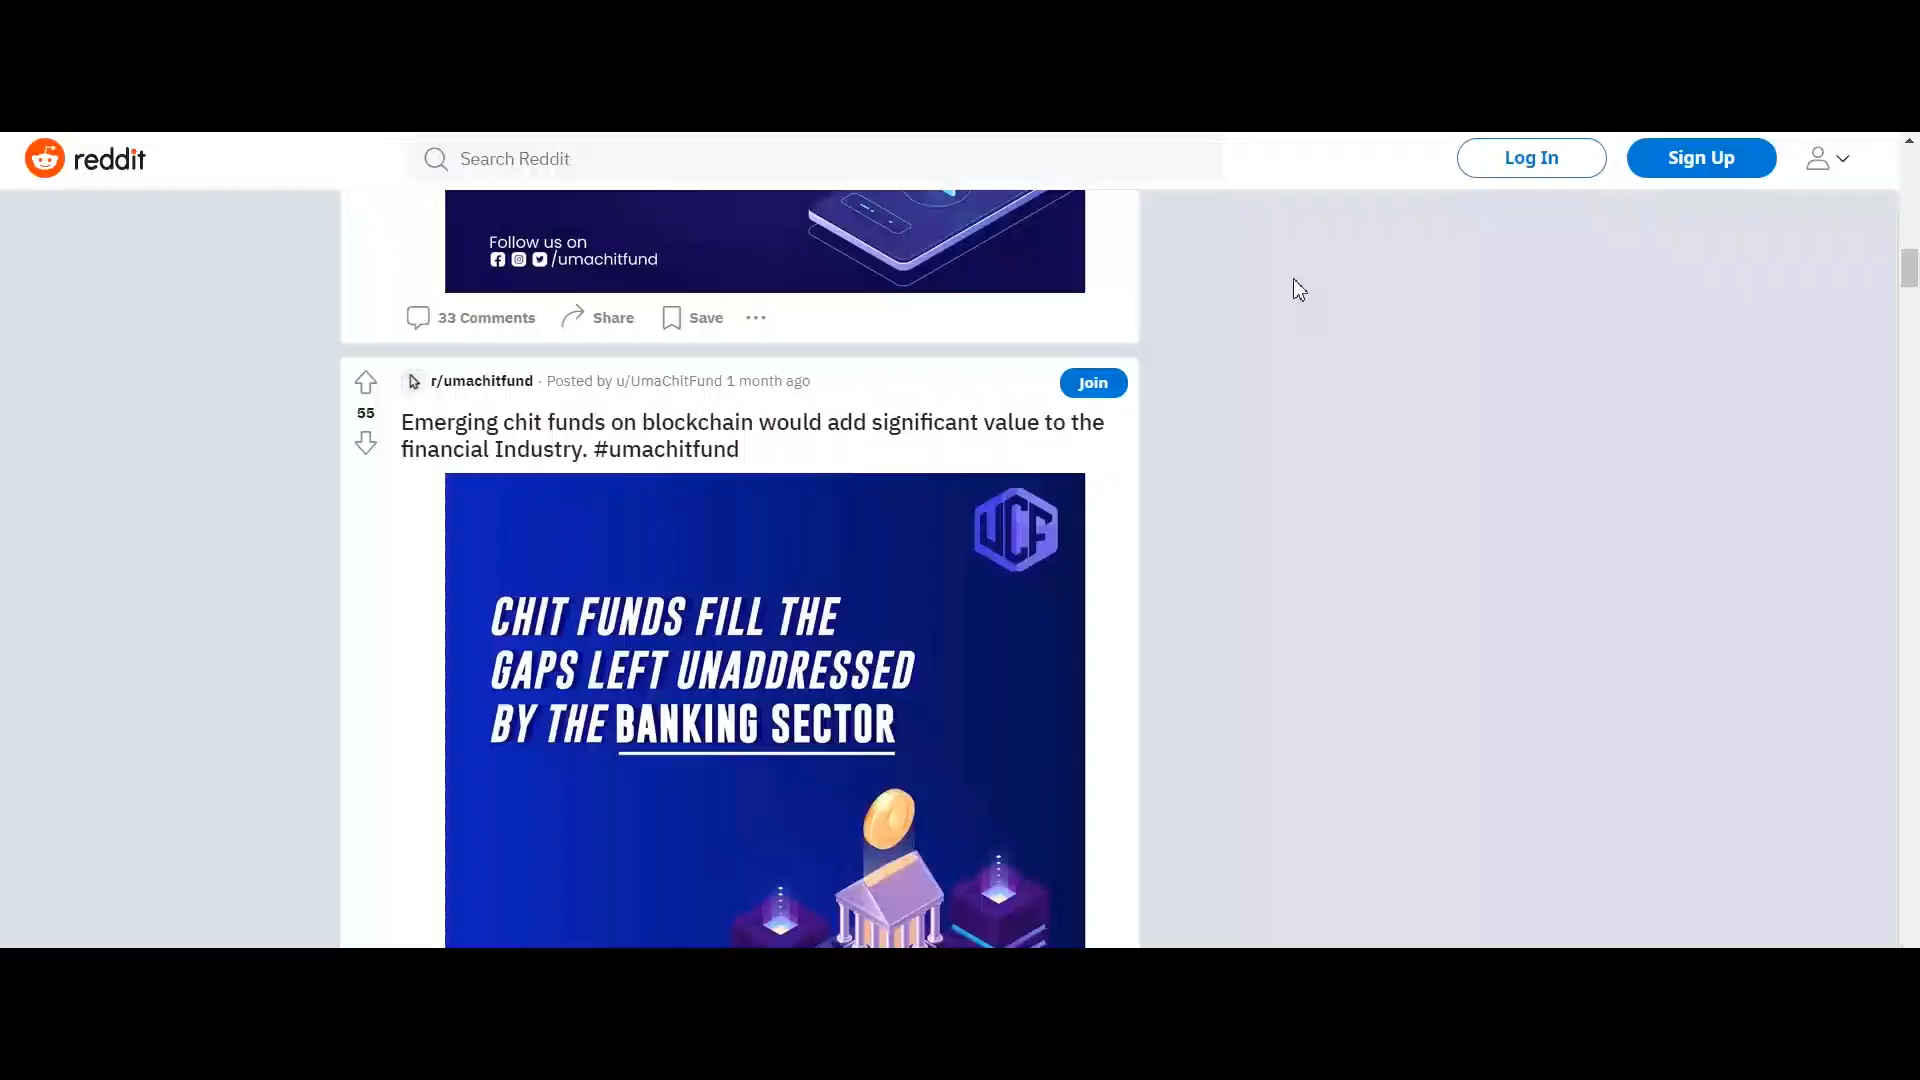 reddit
Search Reddit
Log In
Sign Up
Follow us on
/umachitfund
33 Comments
Share
Save
r/umachitfund · Posted by u/UmaChitFund 1 month ago
Join
55
Emerging chit funds on blockchain would add significant value to the
financial Industry. #umachitfund
UCF
CHIT FUNDS FILL THE
GAPS LEFT UNADDRESSED
BY THE BANKING SECTOR